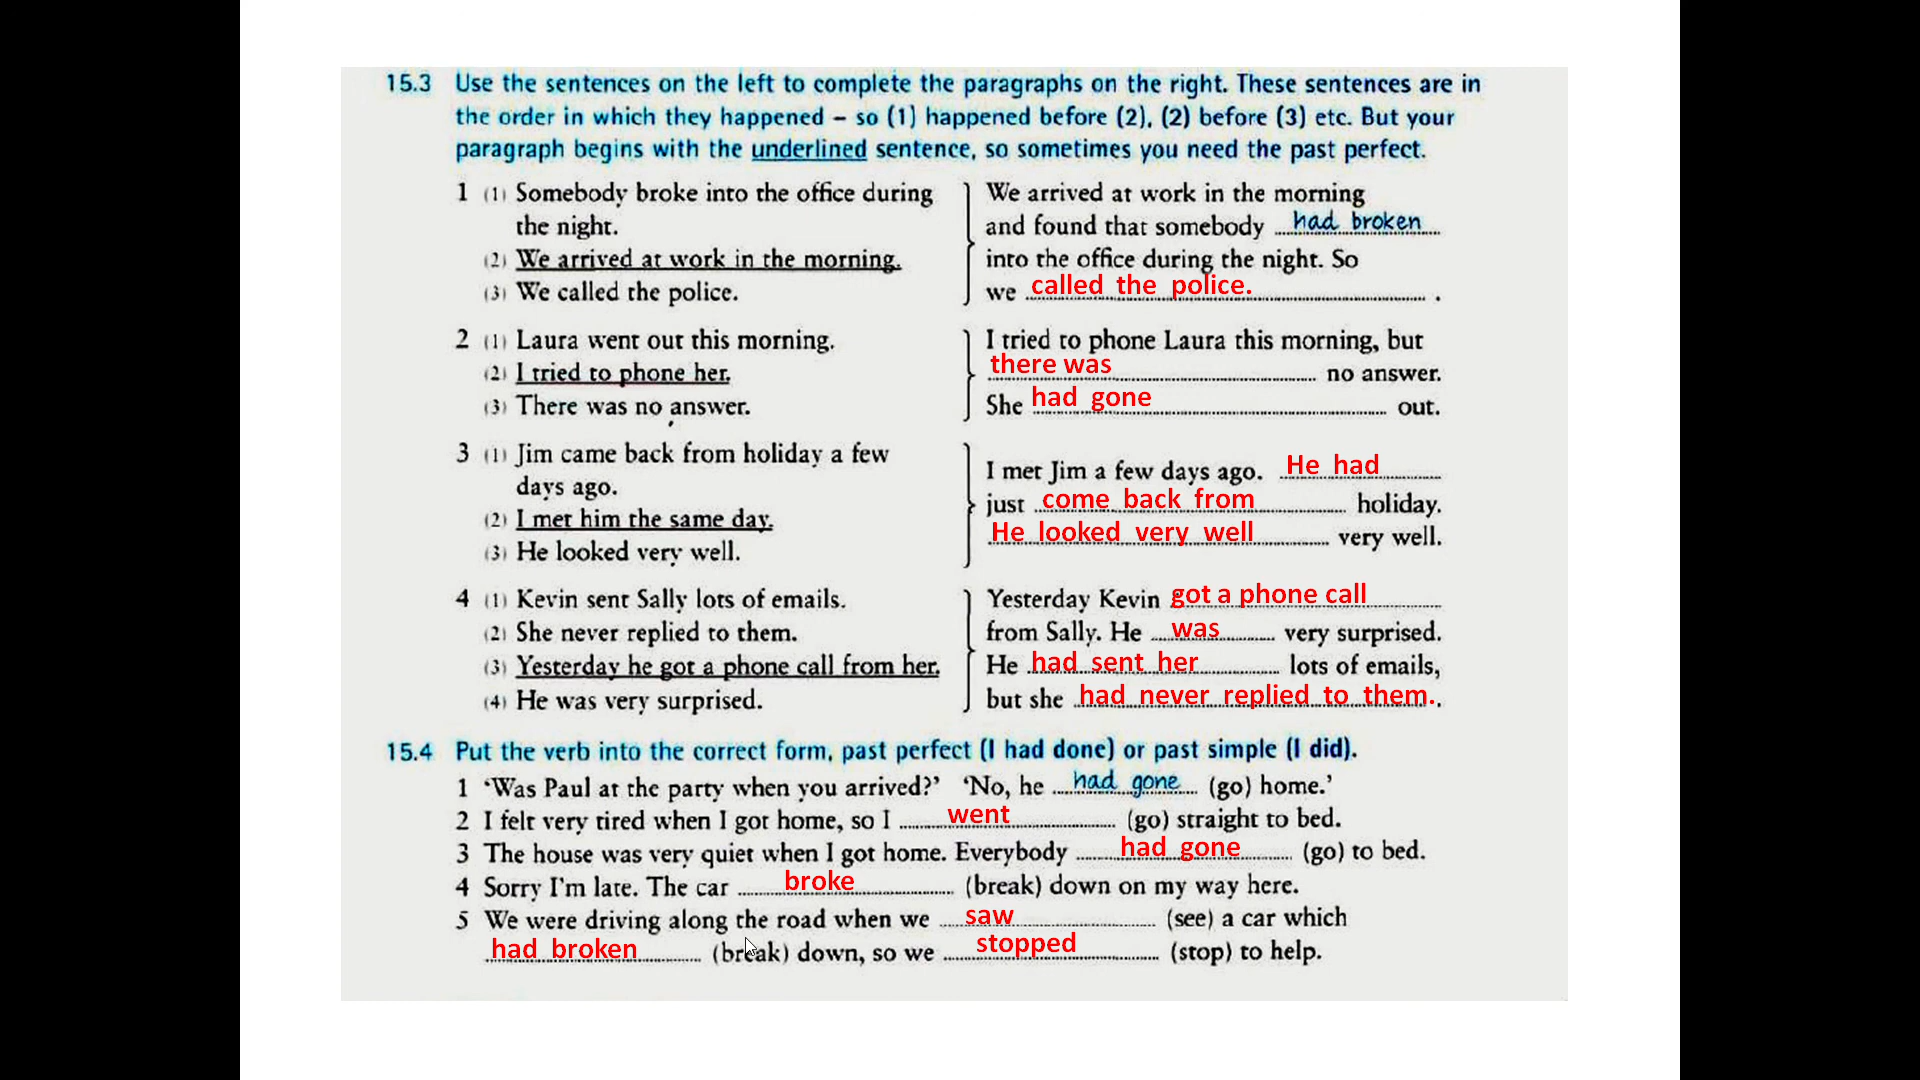 15.3 Use the sentences on the left to complete the paragraphs on the right. These sentences are in
the order in which they happened – so (1) happened before (2), (2) before (3) etc. But your
paragraph begins with the underlined sentence, so sometimes you need the past perfect.
1 (1) Somebody broke into the office during
the night.
(2) We arrived at work in the morning.
(3) We called the police.
We arrived at work in the morning
and found that somebody had broken
into the office during the night. So
we called the police. .
2 (1) Laura went out this morning.
(2) I tried to phone her.
(3) There was no answer.
I tried to phone Laura this morning, but
there was no answer.
She had gone out.
3 (1) Jim came back from holiday a few
days ago.
(2) I met him the same day.
(3) He looked very well.
I met Jim a few days ago. He had
just come back from holiday.
He looked very well very well.
4 (1) Kevin sent Sally lots of emails.
(2) She never replied to them.
(3) Yesterday he got a phone call from her.
(4) He was very surprised.
Yesterday Kevin got a phone call
from Sally. He was very surprised.
He had sent her lots of emails,
but she had never replied to them. .
15.4 Put the verb into the correct form, past perfect (I had done) or past simple (I did).
1 ‘Was Paul at the party when you arrived?’ ‘No, he had gone (go) home.’
2 I felt very tired when I got home, so I went (go) straight to bed.
3 The house was very quiet when I got home. Everybody had gone (go) to bed.
4 Sorry I'm late. The car broke (break) down on my way here.
5 We were driving along the road when we saw (see) a car which
had broken (break) down, so we stopped (stop) to help.